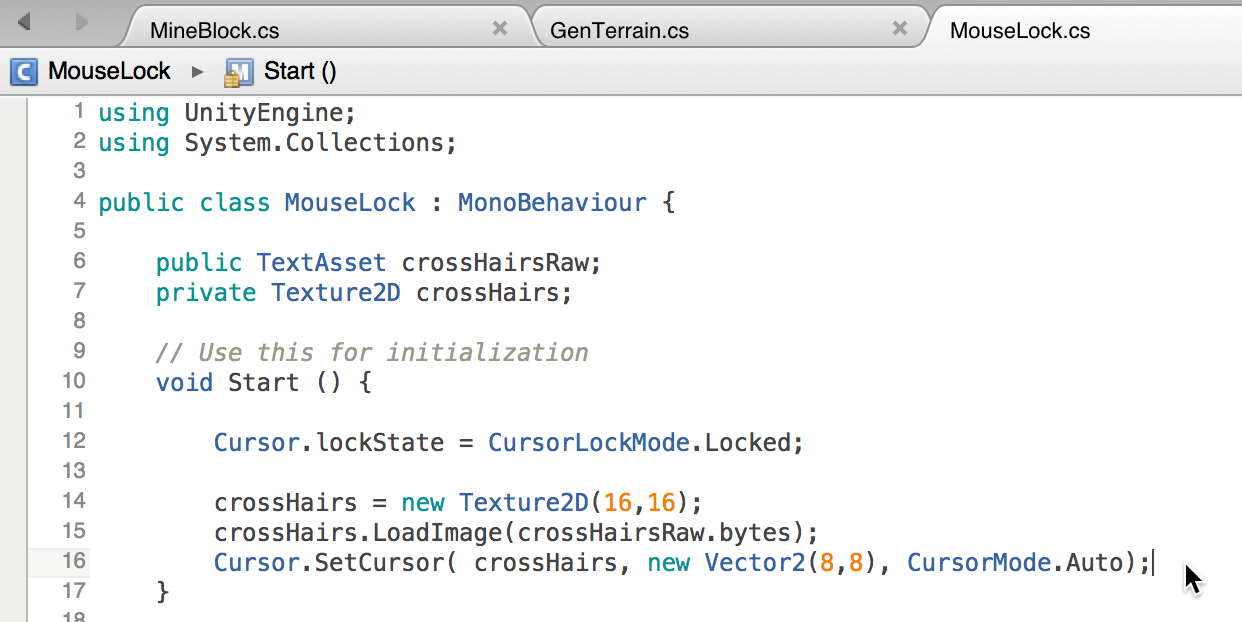 MineBlock.cs GenTerrain.cs MouseLock.cs
MouseLock Start ()
1 using UnityEngine;
2 using System.Collections;
3
4 public class MouseLock : MonoBehaviour {
5
6 public TextAsset crossHairsRaw;
7 private Texture2D crossHairs;
8
9 // Use this for initialization
10 void Start () {
11
12 Cursor.lockState = CursorLockMode.Locked;
13
14 crossHairs = new Texture2D(16,16);
15 crossHairs.LoadImage(crossHairsRaw.bytes);
16 Cursor.SetCursor( crossHairs, new Vector2(8,8), CursorMode.Auto);
17 }
18